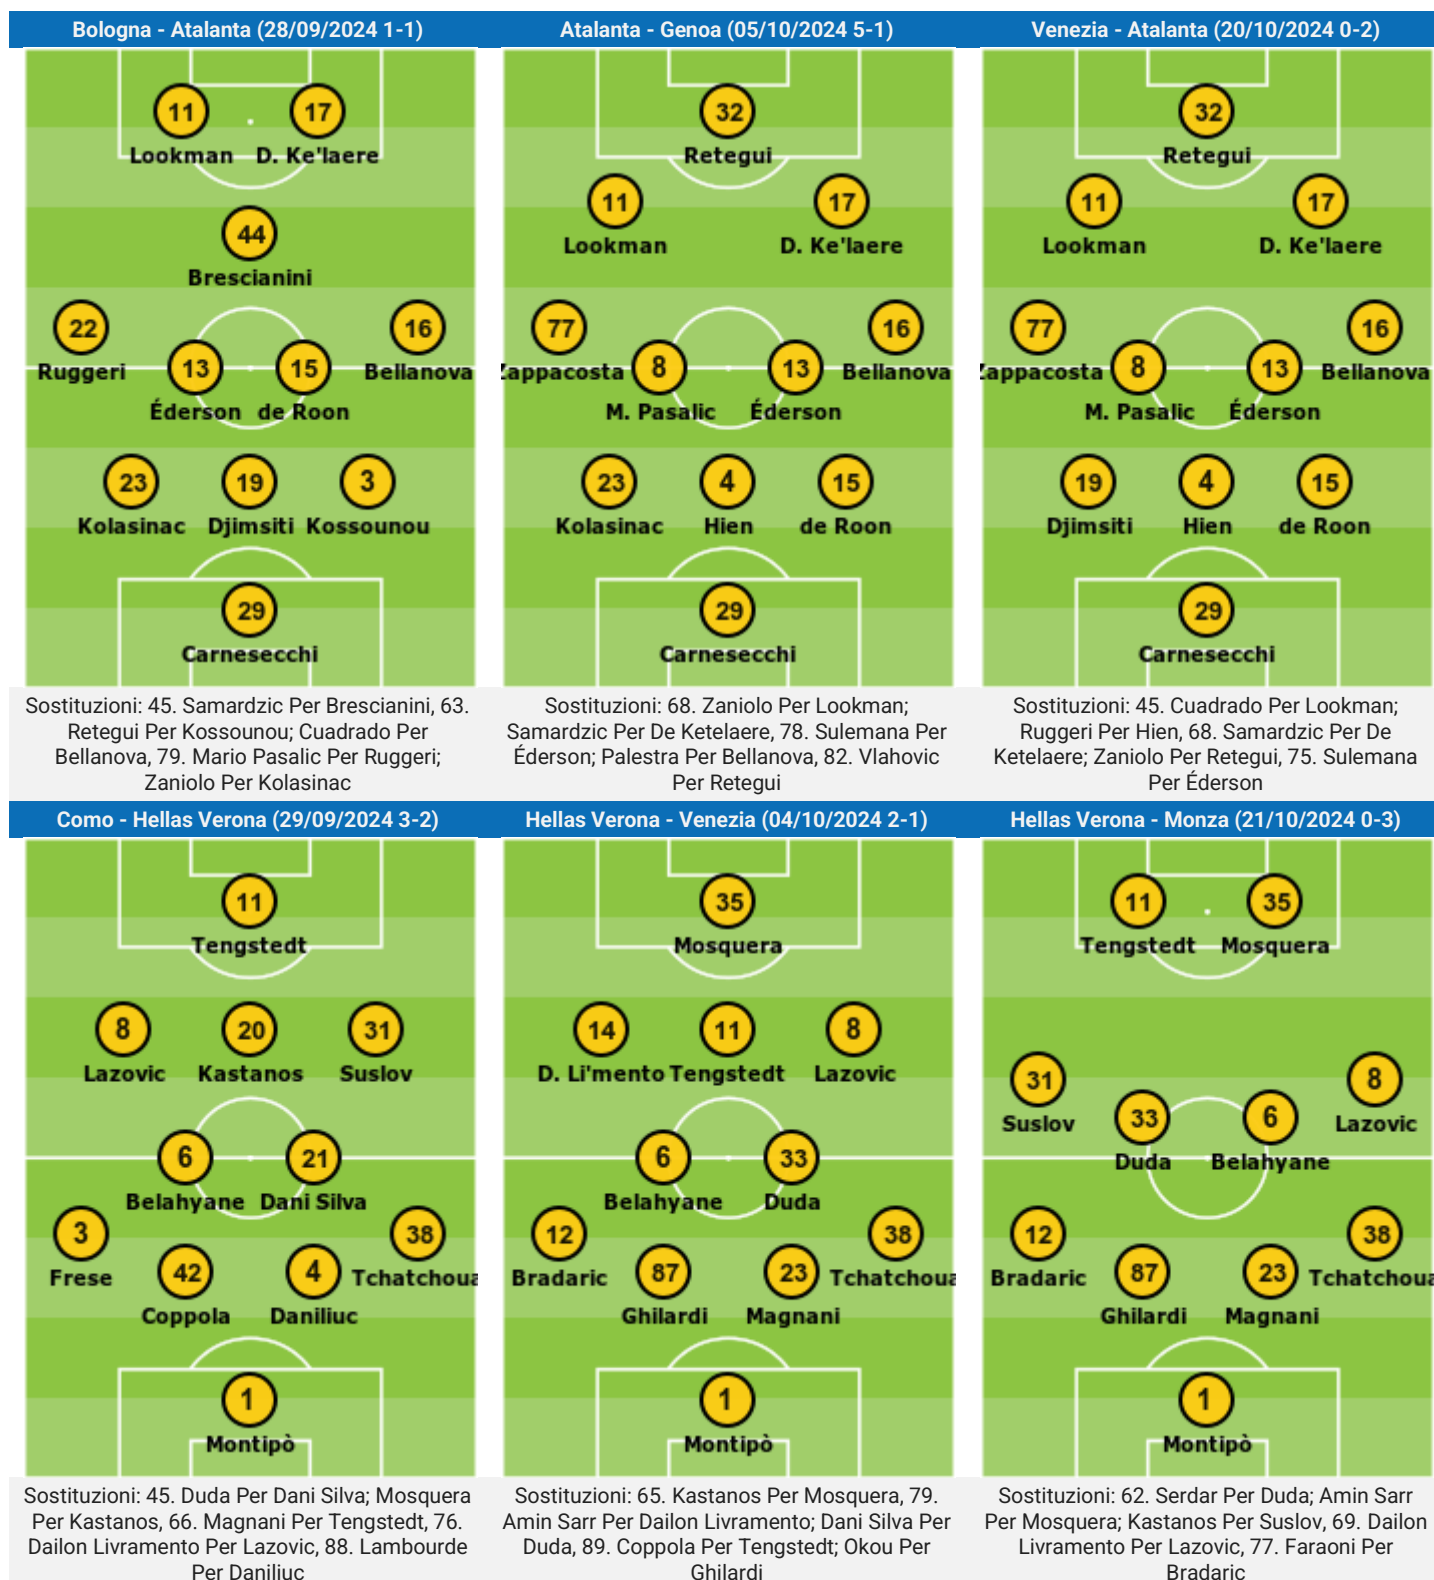 Bologna - Atalanta (28/09/2024 1-1)
11
17
Lookman
D. Ke'laere
44
Brescianini
22
16
Ruggeri
13
15
Bellanova
Éderson
de Roon
23
19
3
Kolasinac
Djimsiti
Kossounou
29
Carnesecchi
Sostituzioni: 45. Samardzic Per Brescianini, 63.
Retegui Per Kossounou; Cuadrado Per
Bellanova, 79. Mario Pasalic Per Ruggeri;
Zaniolo Per Kolasinac
Atalanta - Genoa (05/10/2024 5-1)
32
Retegui
11
17
Lookman
D. Ke'laere
77
16
Zappacosta
8
13
Bellanova
M. Pasalic
Éderson
23
4
15
Kolasinac
Hien
de Roon
29
Carnesecchi
Sostituzioni: 68. Zaniolo Per Lookman;
Samardzic Per De Ketelaere, 78. Sulemana Per
Éderson; Palestra Per Bellanova, 82. Vlahovic
Per Retegui
Venezia - Atalanta (20/10/2024 0-2)
32
Retegui
11
17
Lookman
D. Ke'laere
77
16
Zappacosta
8
13
Bellanova
M. Pasalic
Éderson
19
4
15
Djimsiti
Hien
de Roon
29
Carnesecchi
Sostituzioni: 45. Cuadrado Per Lookman;
Ruggeri Per Hien, 68. Samardzic Per De
Ketelaere; Zaniolo Per Retegui, 75. Sulemana
Per Éderson
Como - Hellas Verona (29/09/2024 3-2)
11
Tengstedt
8
20
31
Lazovic
Kastanos
Suslov
6
21
Belahyane
Dani Silva
3
38
Frese
42
4
Tchatchoua
Coppola
Daniliuc
1
Montipò
Sostituzioni: 45. Duda Per Dani Silva; Mosquera
Per Kastanos, 66. Magnani Per Tengstedt, 76.
Dailon Livramento Per Lazovic, 88. Lambourde
Per Daniliuc
Hellas Verona - Venezia (04/10/2024 2-1)
35
Mosquera
14
11
8
D. Li'mento
Tengstedt
Lazovic
6
33
Belahyane
Duda
12
38
Bradaric
87
23
Tchatchoua
Ghilardi
Magnani
1
Montipò
Sostituzioni: 65. Kastanos Per Mosquera, 79.
Amin Sarr Per Dailon Livramento; Dani Silva Per
Duda, 89. Coppola Per Tengstedt; Okou Per
Ghilardi
Hellas Verona - Monza (21/10/2024 0-3)
11
35
Tengstedt
Mosquera
31
8
Suslov
33
6
Lazovic
Duda
Belahyane
12
38
Bradaric
87
23
Tchatchoua
Ghilardi
Magnani
1
Montipò
Sostituzioni: 62. Serdar Per Duda; Amin Sarr
Per Mosquera; Kastanos Per Suslov, 69. Dailon
Livramento Per Lazovic, 77. Faraoni Per
Bradaric